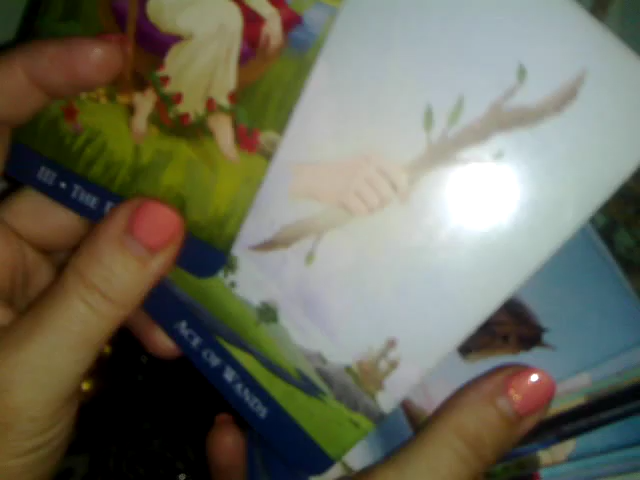 III • THE
ACE OF WANDS